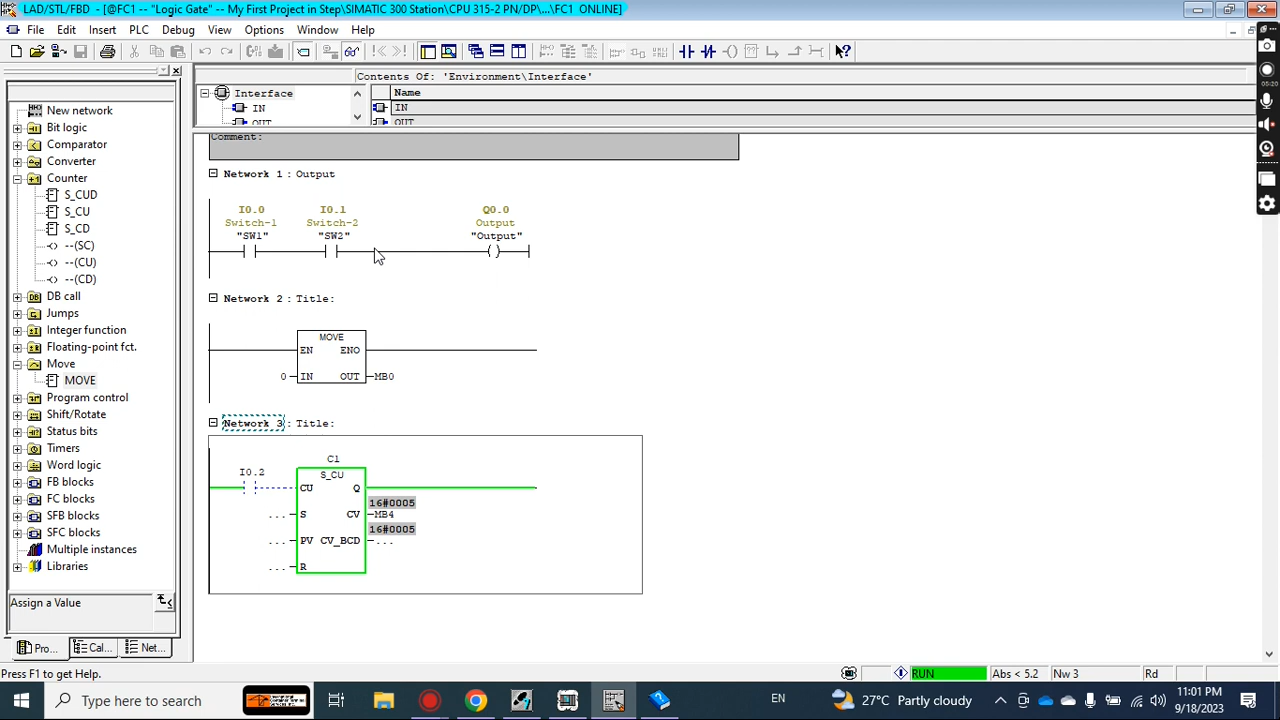 LAD/STL/FBD - [@FC1 -- "Logic Gate" -- My First Project in Step\SIMATIC 300 Station\CPU 315-2 PN/DP\...\FC1 ONLINE]
File Edit Insert PLC Debug View Options Window Help
Contents Of: 'Environment\Interface'
Interface
IN
OUT
Name
IN
OUT
New network
Bit logic
Comparator
Converter
Counter
S_CUD
S_CU
S_CD
--(SC)
--(CU)
--(CD)
DB call
Jumps
Integer function
Floating-point fct.
Move
MOVE
Program control
Shift/Rotate
Status bits
Timers
Word logic
FB blocks
FC blocks
SFB blocks
SFC blocks
Multiple instances
Libraries
Assign a Value
Pro... Cal... Net...
Comment:
Network 1 : Output
I0.0 I0.1 Q0.0
Switch-1 Switch-2 Output
"SW1" "SW2" "Output"
Network 2 : Title:
MOVE
EN ENO
0 IN OUT MB0
Network 3 : Title:
C1
I0.2 S_CU
CU Q
16#0005
... S CV MB4
16#0005
... PV CV_BCD ...
... R
00:20
Press F1 to get Help.
RUN Abs < 5.2 Nw 3 Rd
Type here to search
EN
27°C Partly cloudy
11:01 PM
9/18/2023